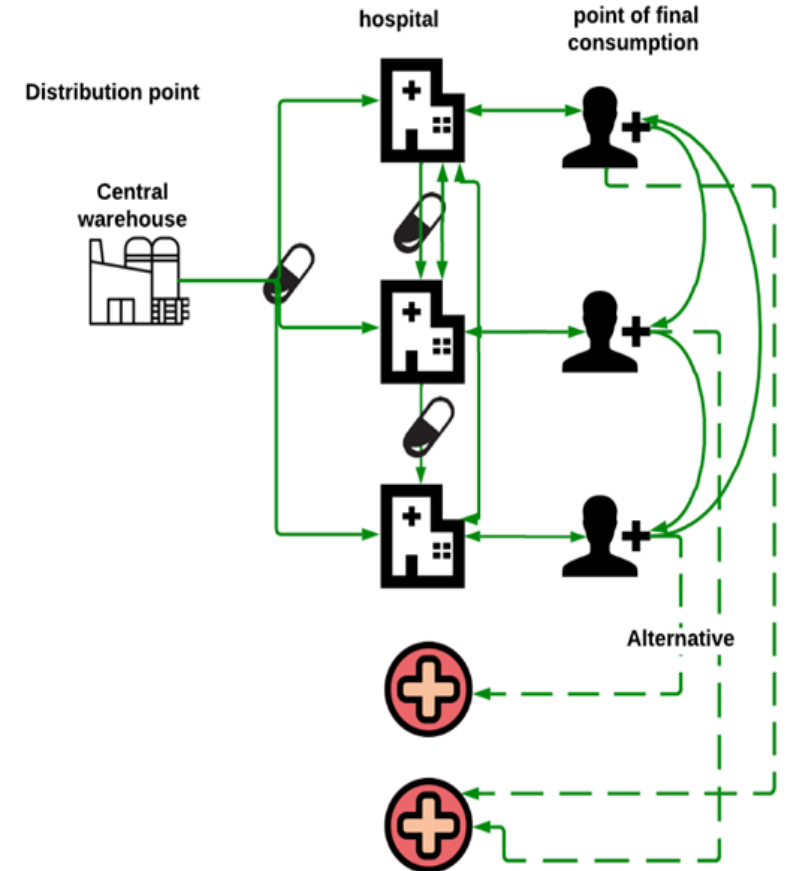 hospital
point of final
consumption
Distribution point
Central
warehouse
Alternative